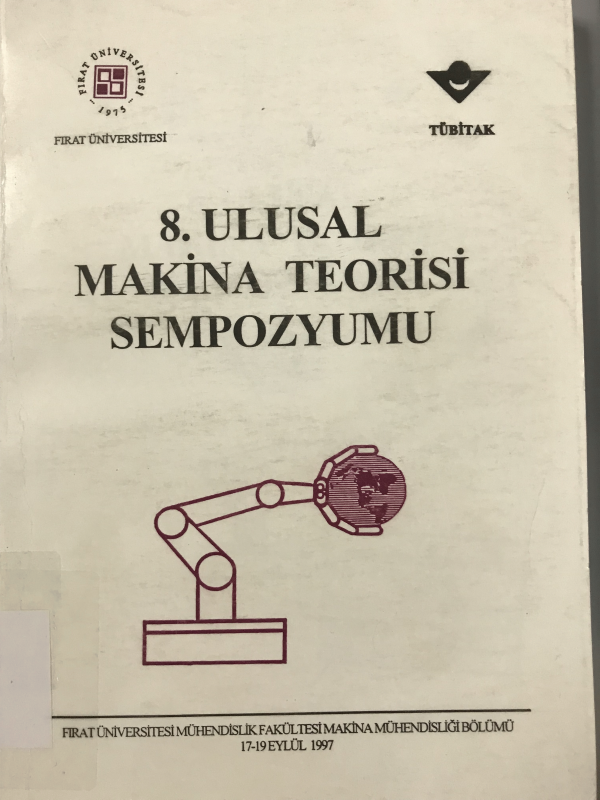 FIRAT ÜNİVERSİTESİ
- 1975 -
FIRAT ÜNİVERSİTESİ
TÜBİTAK
8. ULUSAL
MAKİNA TEORİSİ
SEMPOZYUMU
FIRAT ÜNİVERSİTESİ MÜHENDİSLİK FAKÜLTESİ MAKİNA MÜHENDİSLİĞİ BÖLÜMÜ
17-19 EYLÜL 1997